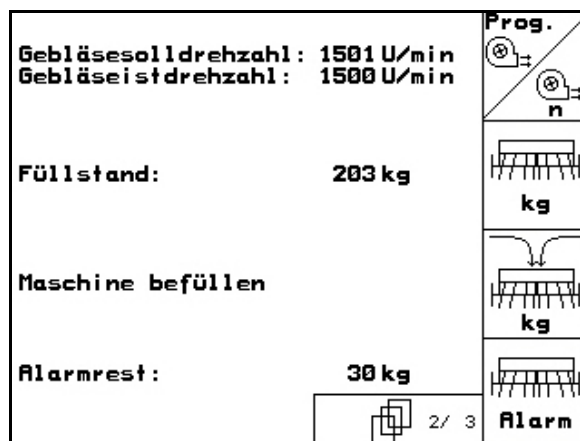 Prog.
Gebläsesolldrehzahl: 1501 U/min
Gebläseistdrehzahl: 1500 U/min
n
Füllstand: 203 kg
kg
Maschine befüllen
kg
Alarmrest: 30 kg
2/ 3
Alarm